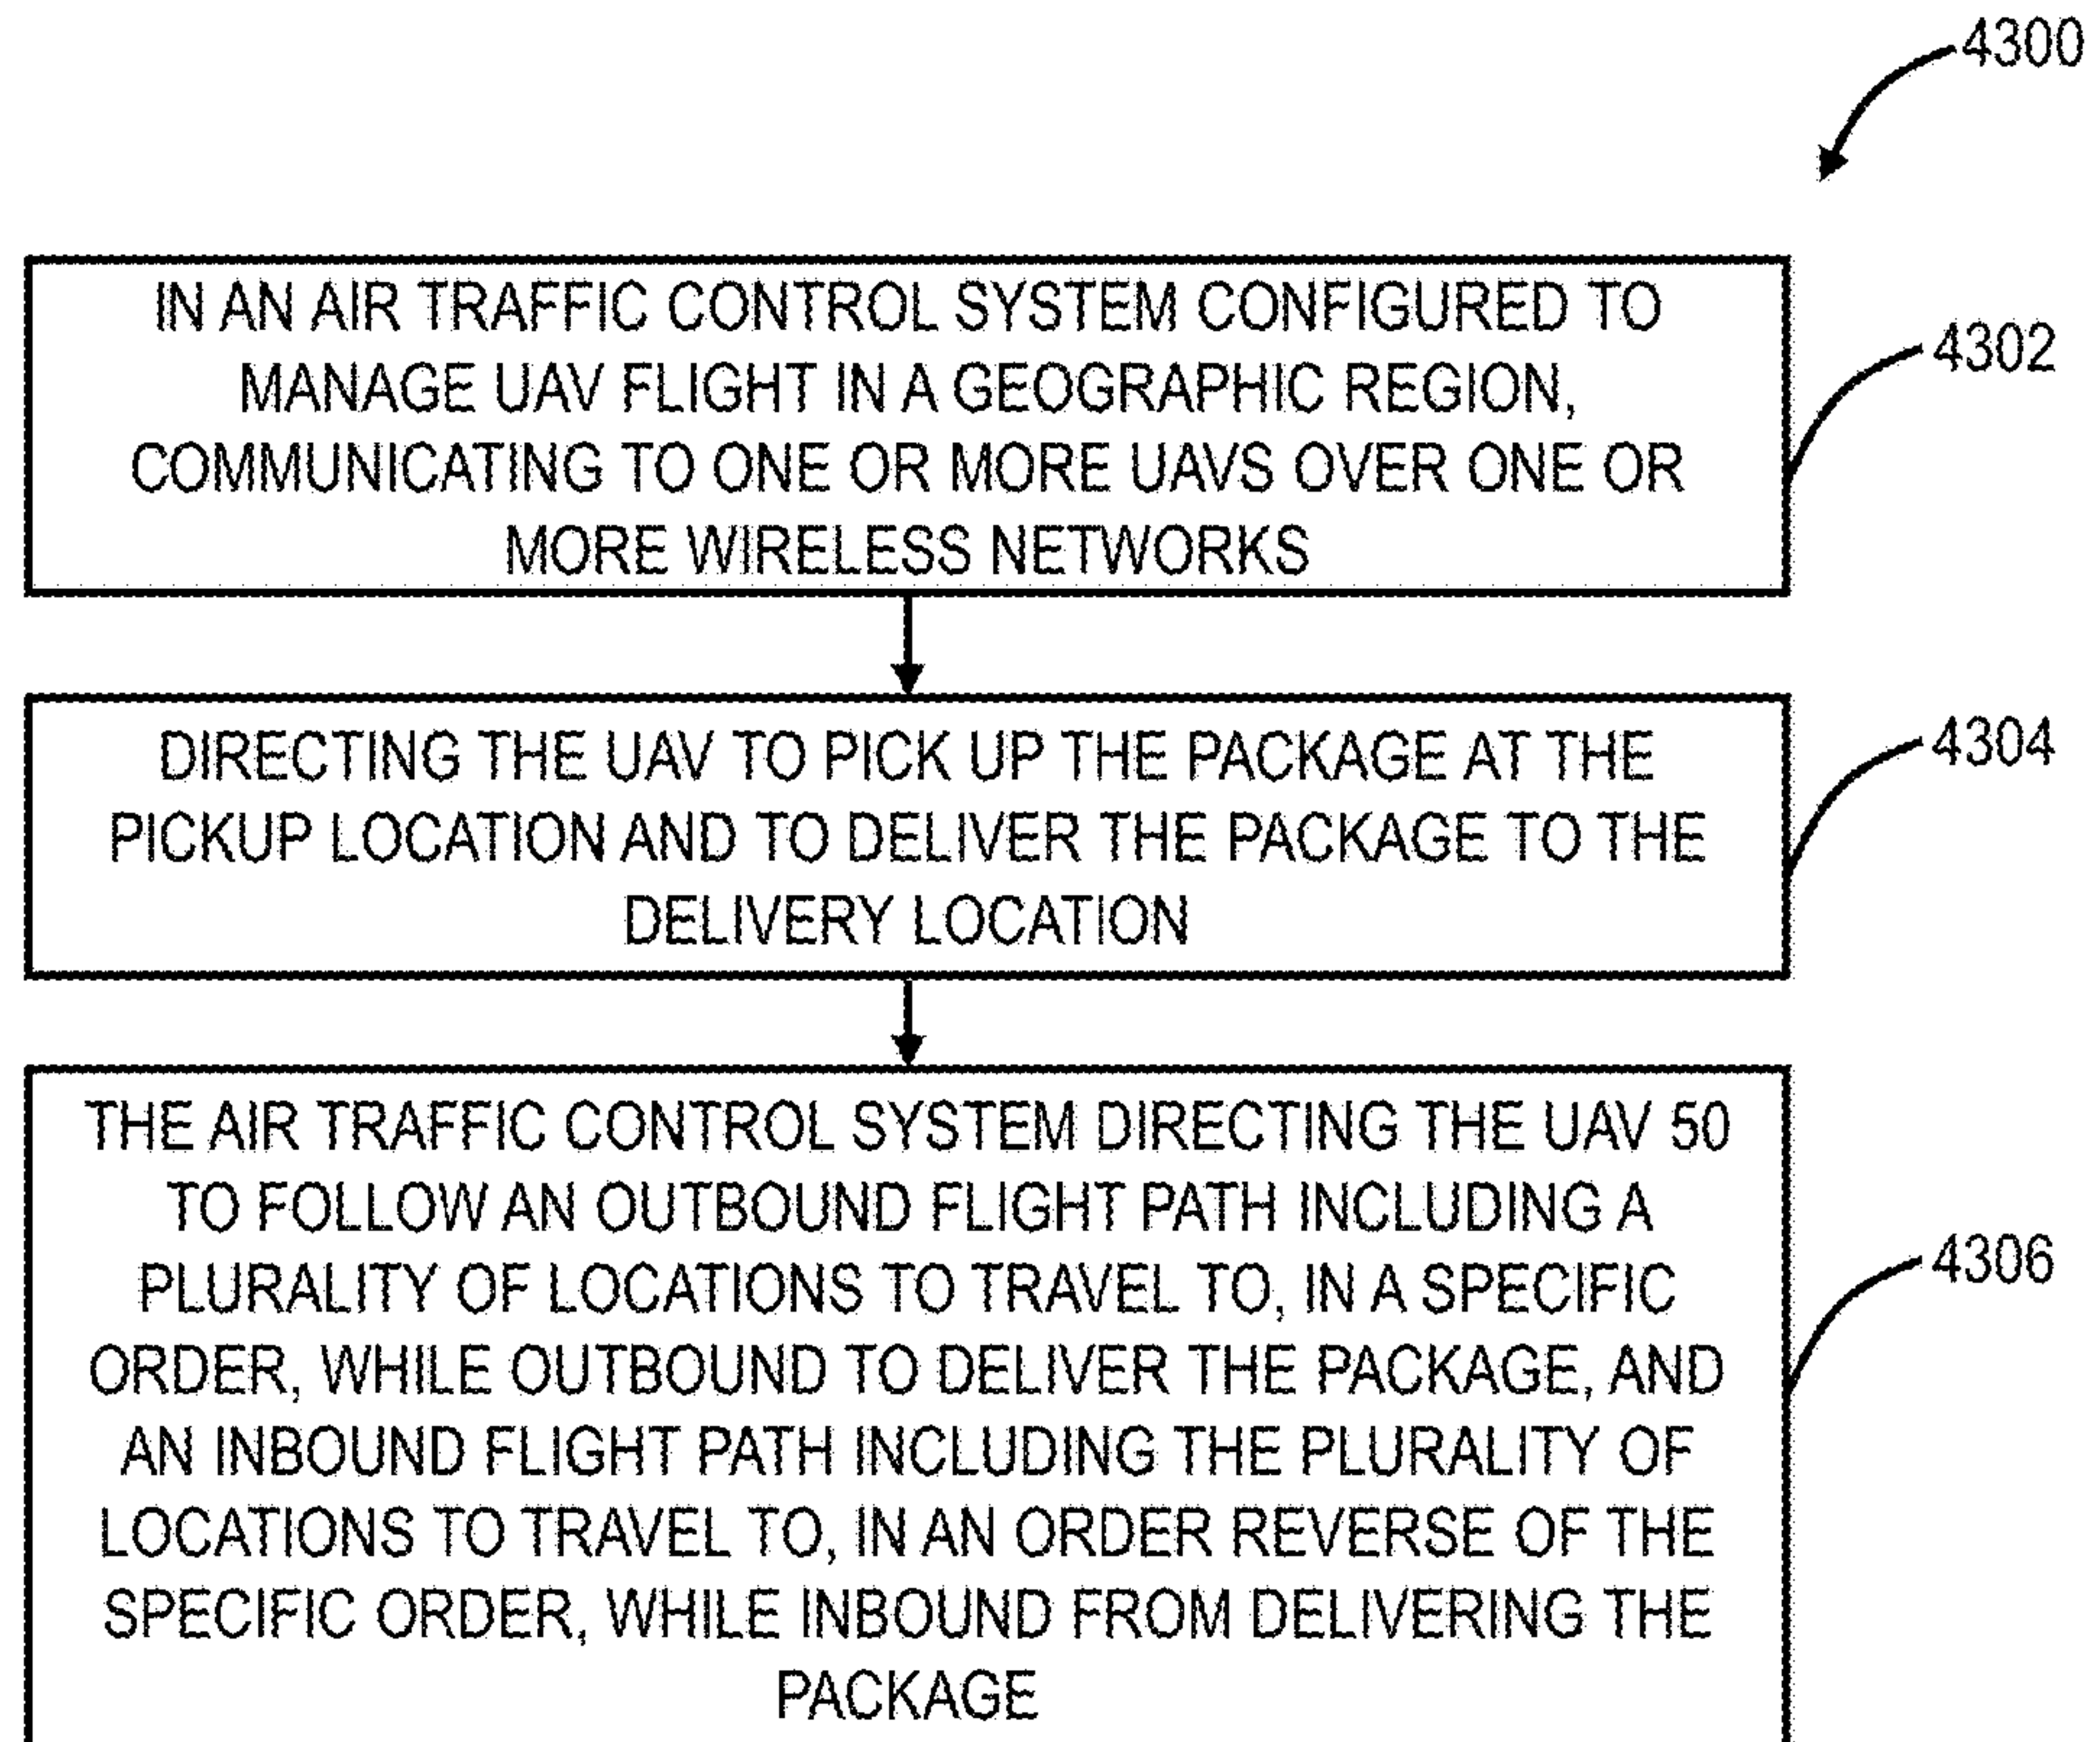 4300
IN AN AIR TRAFFIC CONTROL SYSTEM CONFIGURED TO
MANAGE UAV FLIGHT IN A GEOGRAPHIC REGION,
COMMUNICATING TO ONE OR MORE UAVS OVER ONE OR
MORE WIRELESS NETWORKS
4302
DIRECTING THE UAV TO PICK UP THE PACKAGE AT THE
PICKUP LOCATION AND TO DELIVER THE PACKAGE TO THE
DELIVERY LOCATION
4304
THE AIR TRAFFIC CONTROL SYSTEM DIRECTING THE UAV 50
TO FOLLOW AN OUTBOUND FLIGHT PATH INCLUDING A
PLURALITY OF LOCATIONS TO TRAVEL TO, IN A SPECIFIC
ORDER, WHILE OUTBOUND TO DELIVER THE PACKAGE, AND
AN INBOUND FLIGHT PATH INCLUDING THE PLURALITY OF
LOCATIONS TO TRAVEL TO, IN AN ORDER REVERSE OF THE
SPECIFIC ORDER, WHILE INBOUND FROM DELIVERING THE
PACKAGE
4306